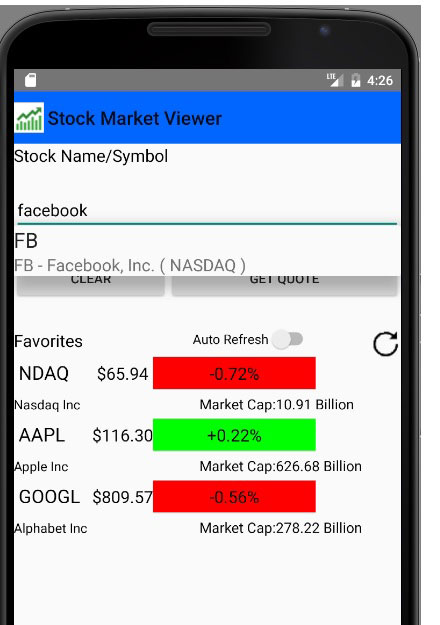 LTE 4:26
Stock Market Viewer
Stock Name/Symbol
facebook
FB
FB - Facebook, Inc. ( NASDAQ )
CLEAR GET QUOTE
Favorites Auto Refresh
NDAQ $65.94 -0.72%
Nasdaq Inc Market Cap:10.91 Billion
AAPL $116.30 +0.22%
Apple Inc Market Cap:626.68 Billion
GOOGL $809.57 -0.56%
Alphabet Inc Market Cap:278.22 Billion